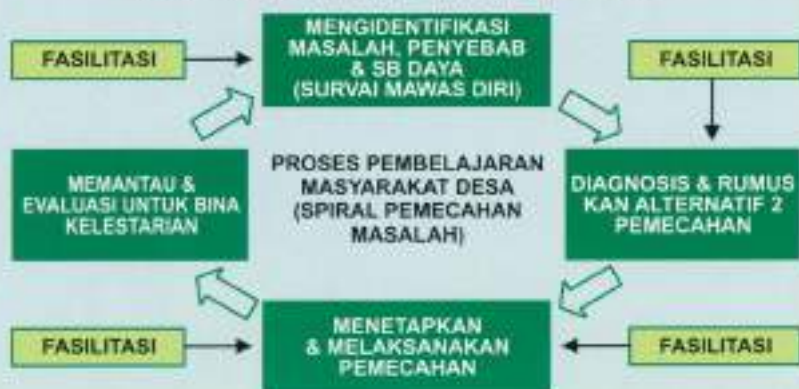 MENGIDENTIFIKASI
MASALAH, PENYEBAB
& SB DAYA
(SURVAI MAWAS DIRI)
FASILITASI
FASILITASI
PROSES PEMBELAJARAN
MASYARAKAT DESA
(SPIRAL PEMECAHAN
MASALAH)
MEMANTAU &
EVALUASI UNTUK BINA
KELESTARIAN
DIAGNOSIS & RUMUS
KAN ALTERNATIF 2
PEMECAHAN
MENETAPKAN
& MELAKSANAKAN
PEMECAHAN
FASILITASI
FASILITASI